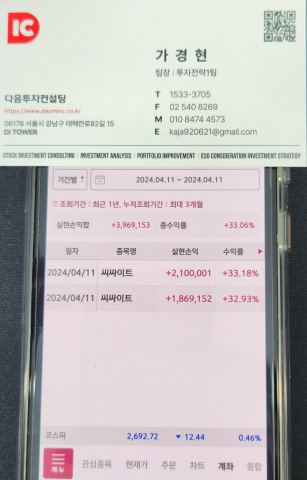 IC
가 경 현
팀장 | 투자전략1팀
다음투자컨설팅
https://www.dauminc.co.kr
06178 서울시 강남구 테헤란로82길 15
DI TOWER
T 1533-3705
F 02 540 8269
M 010 8474 4573
E kaja920621@gmail.com
STOCK INVESTMENT CONSULTING | INVESTMENT ANALYSIS | PORTFOLIO IMPROVEMENT | ESG CONSIDERATION INVESTMENT STRATEGY
기간별 2024.04.11 ~ 2024.04.11
조회기간 : 최근 1년, 누적조회기간 : 최대 3개월
실현손익합 +3,969,153 총수익률 +33.06%
일자 종목명 실현손익 수익률
2024/04/11 씨싸이트 +2,100,001 +33.18%
2024/04/11 씨싸이트 +1,869,152 +32.93%
코스피 2,692.72 ▼ 12.44 0.46%
메뉴 관심종목 현재가 주문 차트 계좌 종합